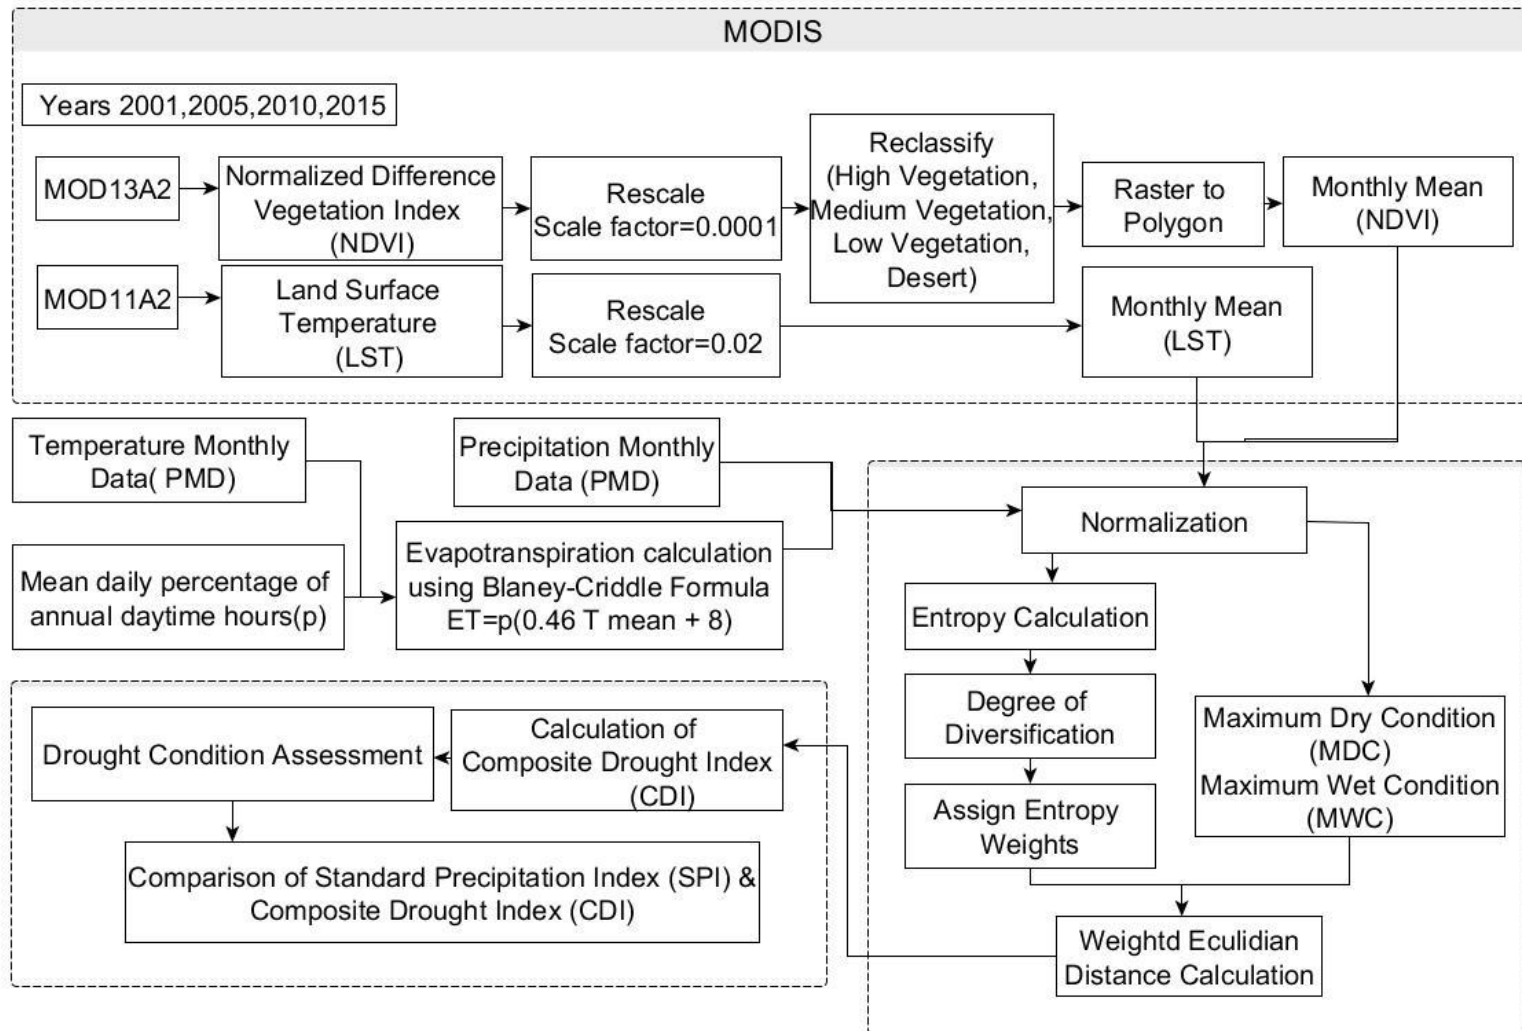 MODIS
Years 2001,2005,2010,2015
MOD13A2
Normalized Difference
Vegetation Index
(NDVI)
Rescale
Scale factor=0.0001
Reclassify
(High Vegetation,
Medium Vegetation,
Low Vegetation,
Desert)
Raster to
Polygon
Monthly Mean
(NDVI)
MOD11A2
Land Surface
Temperature
(LST)
Rescale
Scale factor=0.02
Monthly Mean
(LST)
Temperature Monthly
Data( PMD)
Precipitation Monthly
Data (PMD)
Mean daily percentage of
annual daytime hours(p)
Evapotranspiration calculation
using Blaney-Criddle Formula
ET=p(0.46 T mean + 8)
Normalization
Entropy Calculation
Degree of
Diversification
Assign Entropy
Weights
Maximum Dry Condition
(MDC)
Maximum Wet Condition
(MWC)
Weightd Eculidian
Distance Calculation
Calculation of
Composite Drought Index
(CDI)
Drought Condition Assessment
Comparison of Standard Precipitation Index (SPI) &
Composite Drought Index (CDI)